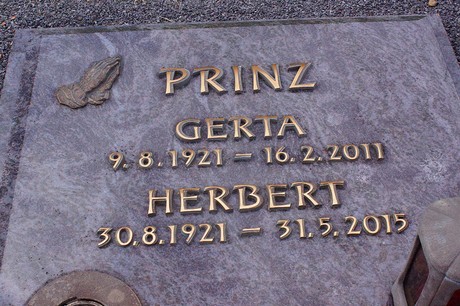 PRINZ
GERTA
9.8.1921 – 16.2.2011
HERBERT
30.8.1921 – 31.5.2015